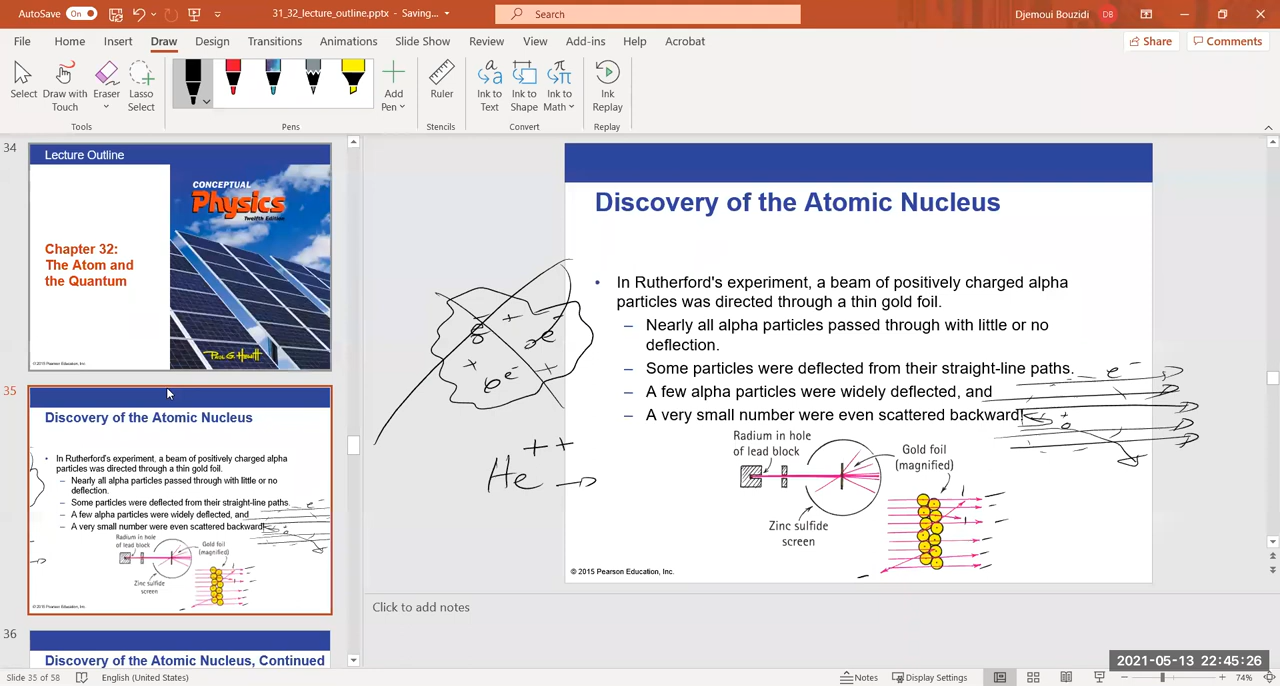 AutoSave On 31_32_lecture_outline.pptx - Saving... Search Djemoui Bouzidi DB
File Home Insert Draw Design Transitions Animations Slide Show Review View Add-ins Help Acrobat Share Comments
Select Draw with Touch Eraser Lasso Select Add Pen Ruler Ink to Text Ink to Shape Ink to Math Ink Replay
Tools Pens Stencils Convert Replay
34
Lecture Outline
CONCEPTUAL
Physics
Twelfth Edition
Chapter 32:
The Atom and
the Quantum
PAUL G. HEWITT
© 2015 Pearson Education, Inc.
35
Discovery of the Atomic Nucleus
In Rutherford's experiment, a beam of positively charged alpha
particles was directed through a thin gold foil.
– Nearly all alpha particles passed through with little or no
deflection.
– Some particles were deflected from their straight-line paths.
– A few alpha particles were widely deflected, and
– A very small number were even scattered backward!
e-
Radium in hole
of lead block
Gold foil
(magnified)
Zinc sulfide
screen
© 2015 Pearson Education, Inc.
36
Discovery of the Atomic Nucleus, Continued
Discovery of the Atomic Nucleus
• In Rutherford's experiment, a beam of positively charged alpha
particles was directed through a thin gold foil.
– Nearly all alpha particles passed through with little or no
deflection.
– Some particles were deflected from their straight-line paths.
– A few alpha particles were widely deflected, and
– A very small number were even scattered backward!
e-
+
He++
Radium in hole
of lead block
Gold foil
(magnified)
Zinc sulfide
screen
© 2015 Pearson Education, Inc.
Click to add notes
2021-05-13 22:45:26
Slide 35 of 58 English (United States) Notes Display Settings 74%